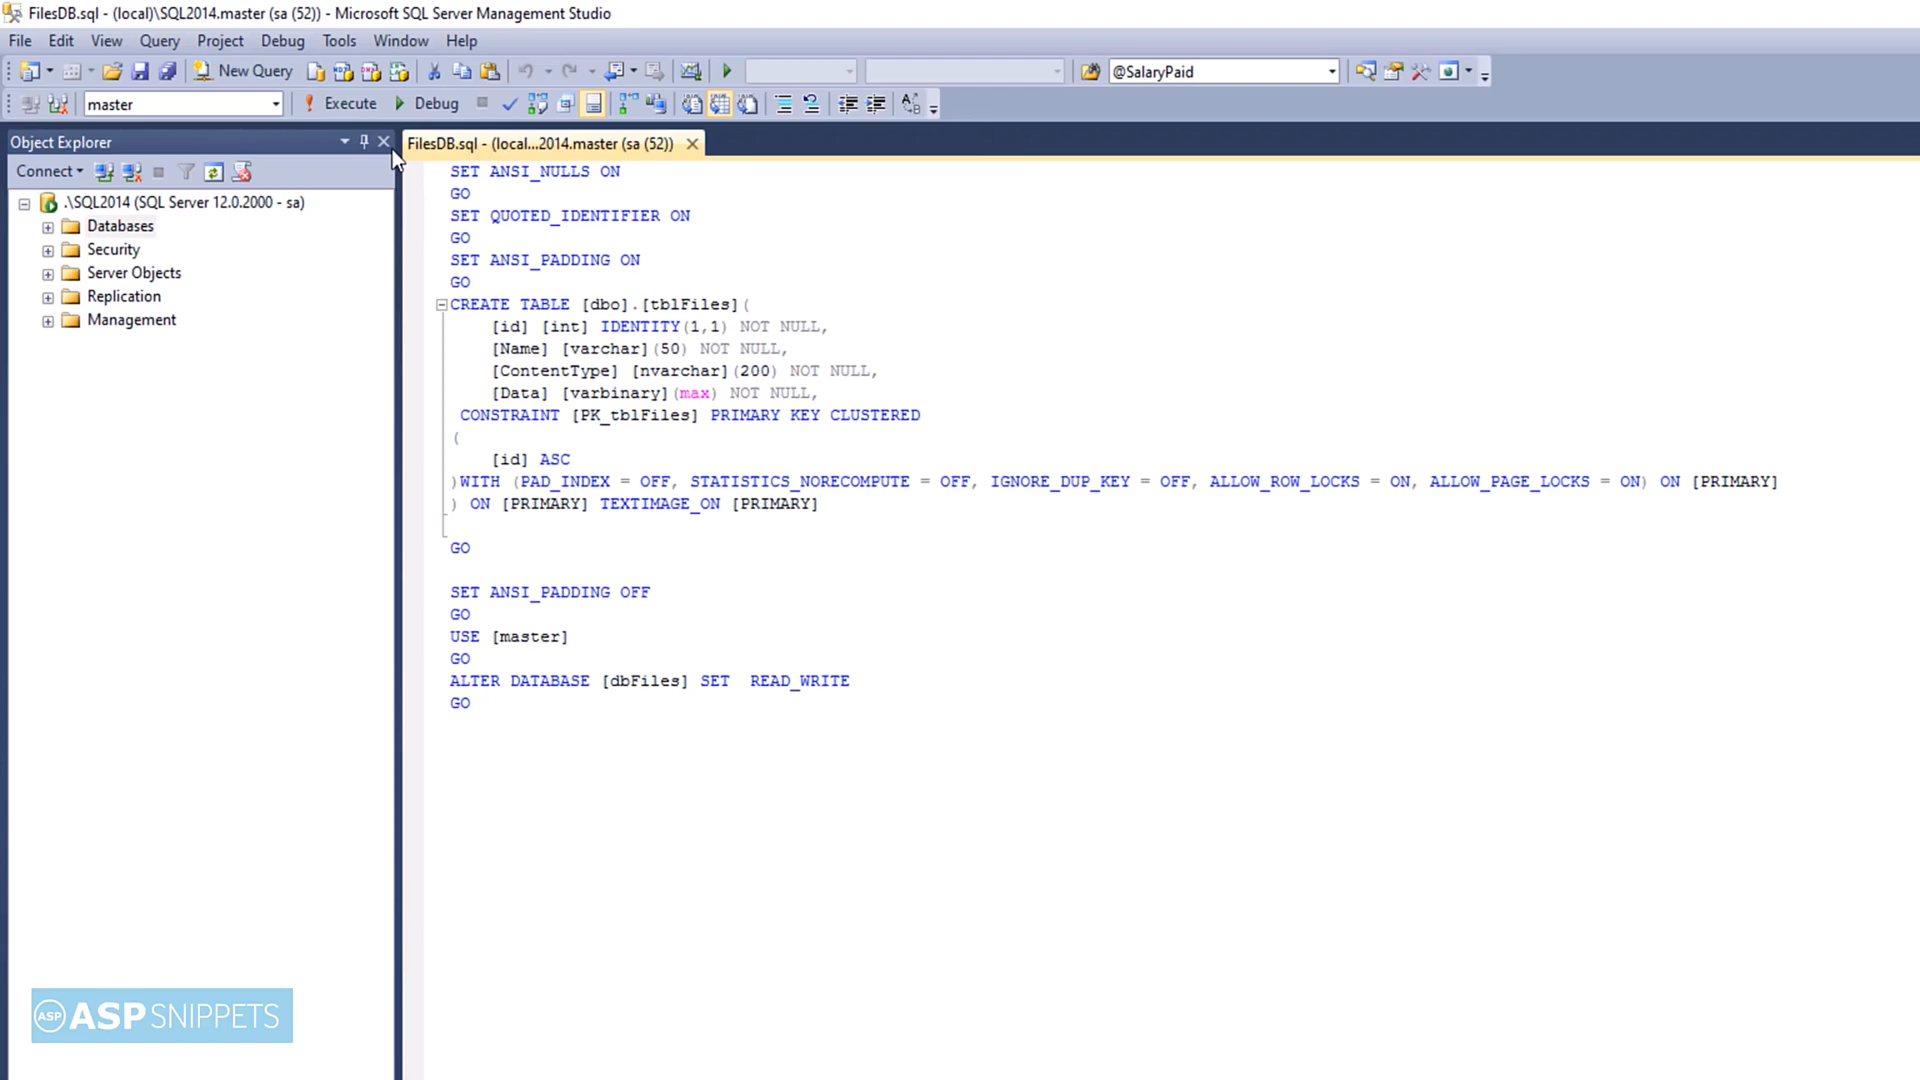 FilesDB.sql - (local)\SQL2014.master (sa (52)) - Microsoft SQL Server Management Studio
File Edit View Query Project Debug Tools Window Help
New Query @SalaryPaid
master Execute Debug
Object Explorer
FilesDB.sql - (local...2014.master (sa (52))
Connect
.\SQL2014 (SQL Server 12.0.2000 - sa)
Databases
Security
Server Objects
Replication
Management
SET ANSI_NULLS ON
GO
SET QUOTED_IDENTIFIER ON
GO
SET ANSI_PADDING ON
GO
CREATE TABLE [dbo].[tblFiles](
[id] [int] IDENTITY(1,1) NOT NULL,
[Name] [varchar](50) NOT NULL,
[ContentType] [nvarchar](200) NOT NULL,
[Data] [varbinary](max) NOT NULL,
CONSTRAINT [PK_tblFiles] PRIMARY KEY CLUSTERED
(
[id] ASC
)WITH (PAD_INDEX = OFF, STATISTICS_NORECOMPUTE = OFF, IGNORE_DUP_KEY = OFF, ALLOW_ROW_LOCKS = ON, ALLOW_PAGE_LOCKS = ON) ON [PRIMARY]
) ON [PRIMARY] TEXTIMAGE_ON [PRIMARY]
GO
SET ANSI_PADDING OFF
GO
USE [master]
GO
ALTER DATABASE [dbFiles] SET  READ_WRITE
GO
ASP ASPSNIPPETS